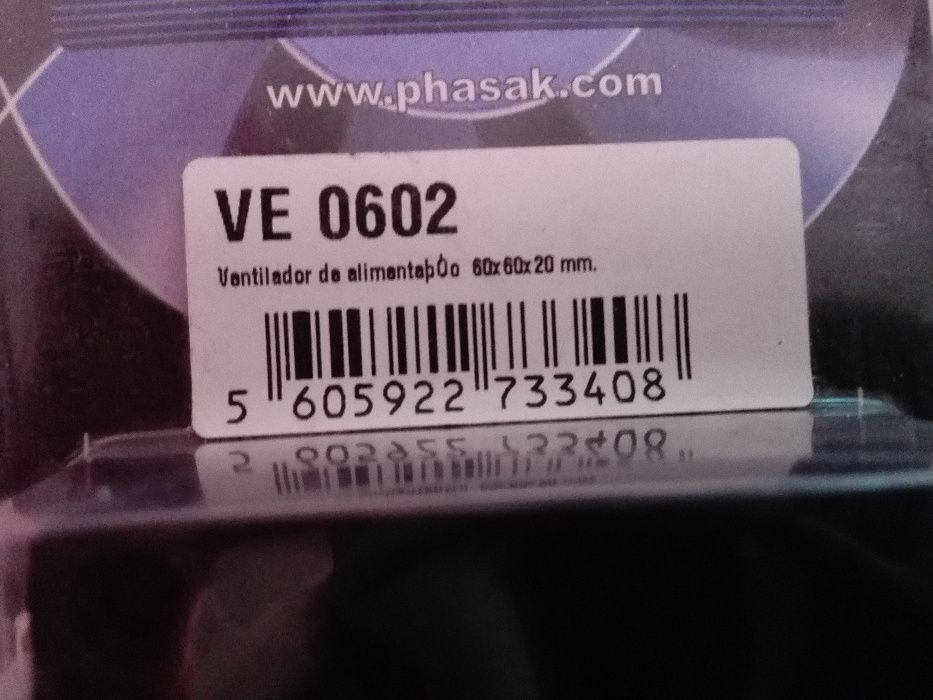 www.phasak.com
VE 0602
Ventilador de alimentaþÒo 60x60x20 mm.
5 605922 733408